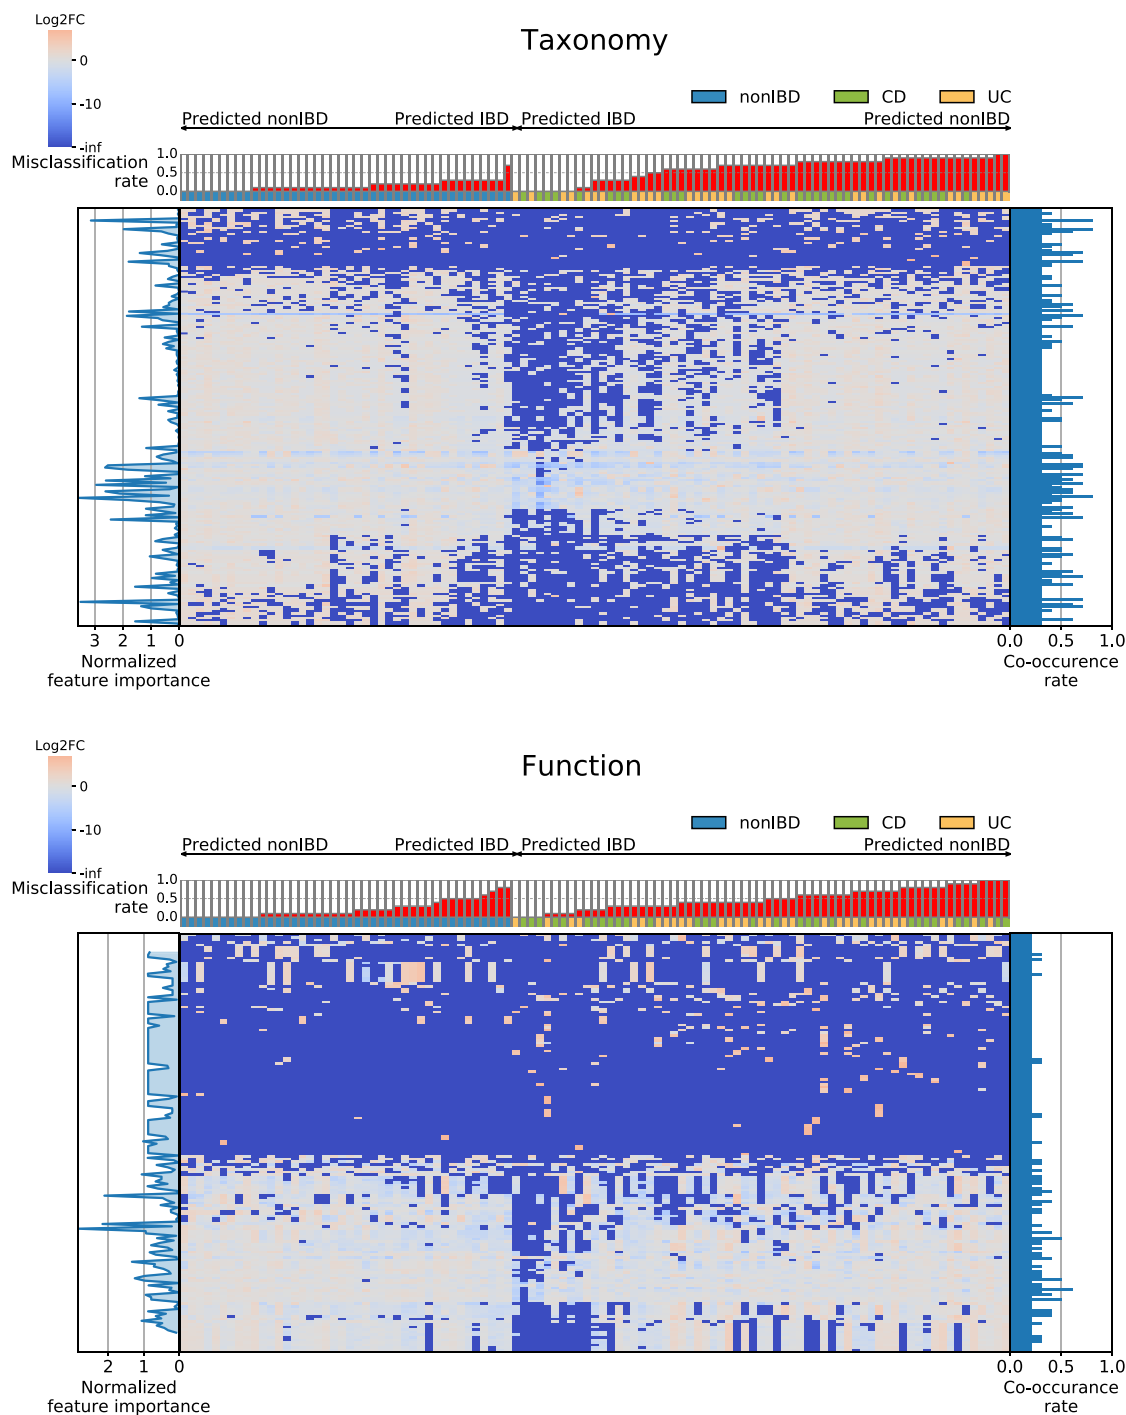 Log2FC
Taxonomy
0
-10
-inf
nonIBD CD UC
Predicted nonIBD Predicted IBD Predicted IBD Predicted nonIBD
Misclassification
rate
1.0
0.5
0.0
3 2 1 0
Normalized
feature importance
0.0 0.5 1.0
Co-occurence
rate
Log2FC
Function
0
-10
-inf
nonIBD CD UC
Predicted nonIBD Predicted IBD Predicted IBD Predicted nonIBD
Misclassification
rate
1.0
0.5
0.0
2 1 0
Normalized
feature importance
0.0 0.5 1.0
Co-occurance
rate